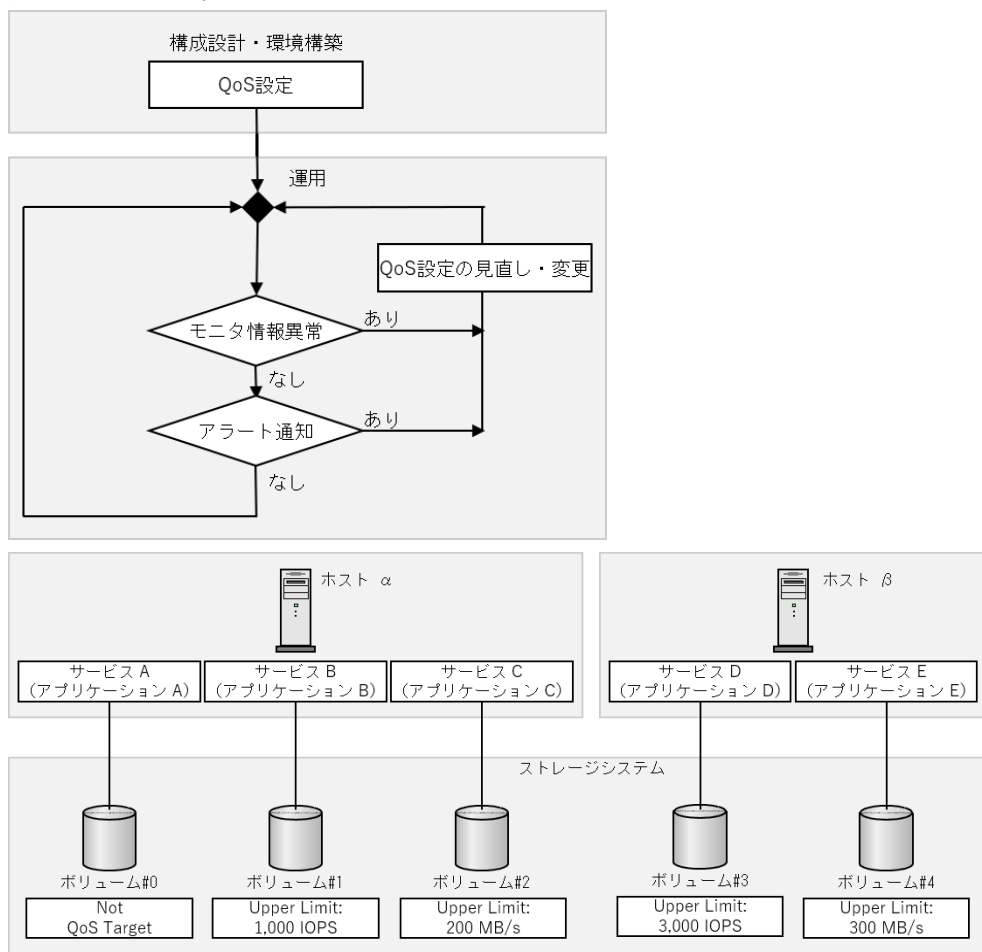 構成設計・環境構築
QoS設定
運用
QoS設定の見直し・変更
モニタ情報異常
あり
なし
アラート通知
あり
なし
ホスト α
ホスト β
サービス A
(アプリケーション A)
サービス B
(アプリケーション B)
サービス C
(アプリケーション C)
サービス D
(アプリケーション D)
サービス E
(アプリケーション E)
ストレージシステム
ボリューム#0
Not
QoS Target
ボリューム#1
Upper Limit:
1,000 IOPS
ボリューム#2
Upper Limit:
200 MB/s
ボリューム#3
Upper Limit:
3,000 IOPS
ボリューム#4
Upper Limit:
300 MB/s